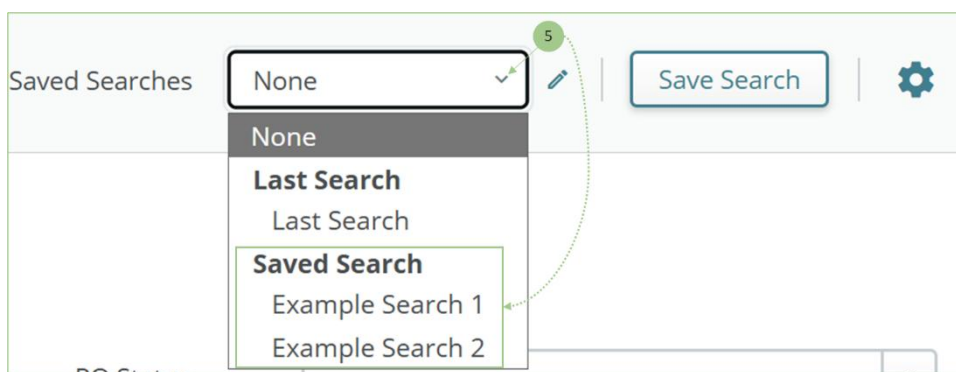 5
Saved Searches None Save Search
None
Last Search
Last Search
Saved Search
Example Search 1
Example Search 2